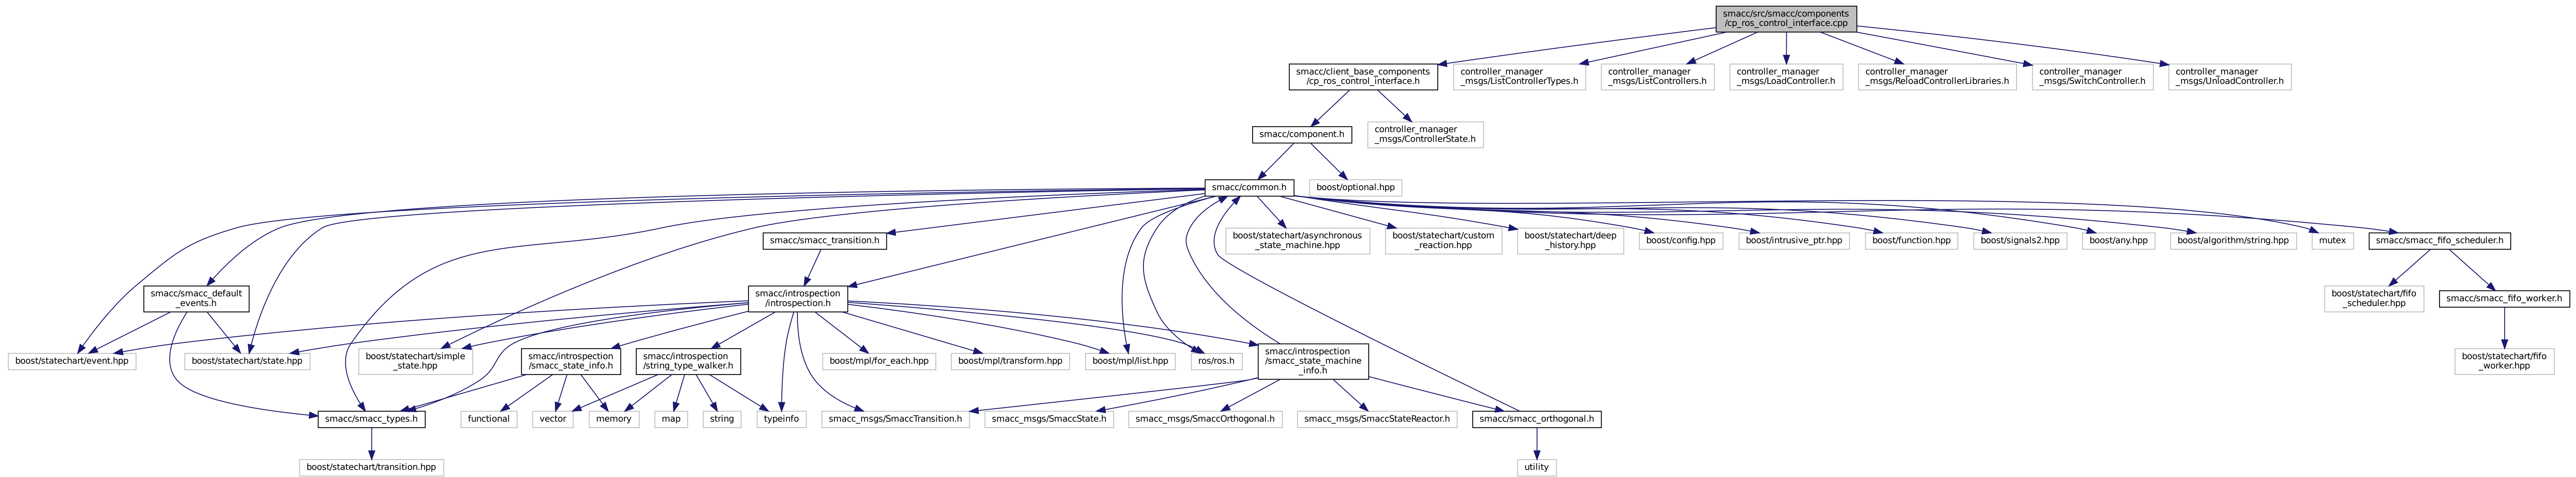 smacc/src/smacc/components
/cp_ros_control_interface.cpp
smacc/client_base_components
/cp_ros_control_interface.h
controller_manager
_msgs/ListControllerTypes.h
controller_manager
_msgs/ListControllers.h
controller_manager
_msgs/LoadController.h
controller_manager
_msgs/ReloadControllerLibraries.h
controller_manager
_msgs/SwitchController.h
controller_manager
_msgs/UnloadController.h
smacc/component.h
controller_manager
_msgs/ControllerState.h
smacc/common.h
boost/optional.hpp
smacc/smacc_transition.h
boost/statechart/asynchronous
_state_machine.hpp
boost/statechart/custom
_reaction.hpp
boost/statechart/deep
_history.hpp
boost/config.hpp
boost/intrusive_ptr.hpp
boost/function.hpp
boost/signals2.hpp
boost/any.hpp
boost/algorithm/string.hpp
mutex
smacc/smacc_fifo_scheduler.h
smacc/smacc_default
_events.h
smacc/introspection
/introspection.h
boost/statechart/fifo
_scheduler.hpp
smacc/smacc_fifo_worker.h
boost/statechart/event.hpp
boost/statechart/state.hpp
boost/statechart/simple
_state.hpp
smacc/introspection
/smacc_state_info.h
smacc/introspection
/string_type_walker.h
boost/mpl/for_each.hpp
boost/mpl/transform.hpp
boost/mpl/list.hpp
ros/ros.h
smacc/introspection
/smacc_state_machine
_info.h
boost/statechart/fifo
_worker.hpp
smacc/smacc_types.h
functional
vector
memory
map
string
typeinfo
smacc_msgs/SmaccTransition.h
smacc_msgs/SmaccState.h
smacc_msgs/SmaccOrthogonal.h
smacc_msgs/SmaccStateReactor.h
smacc/smacc_orthogonal.h
boost/statechart/transition.hpp
utility